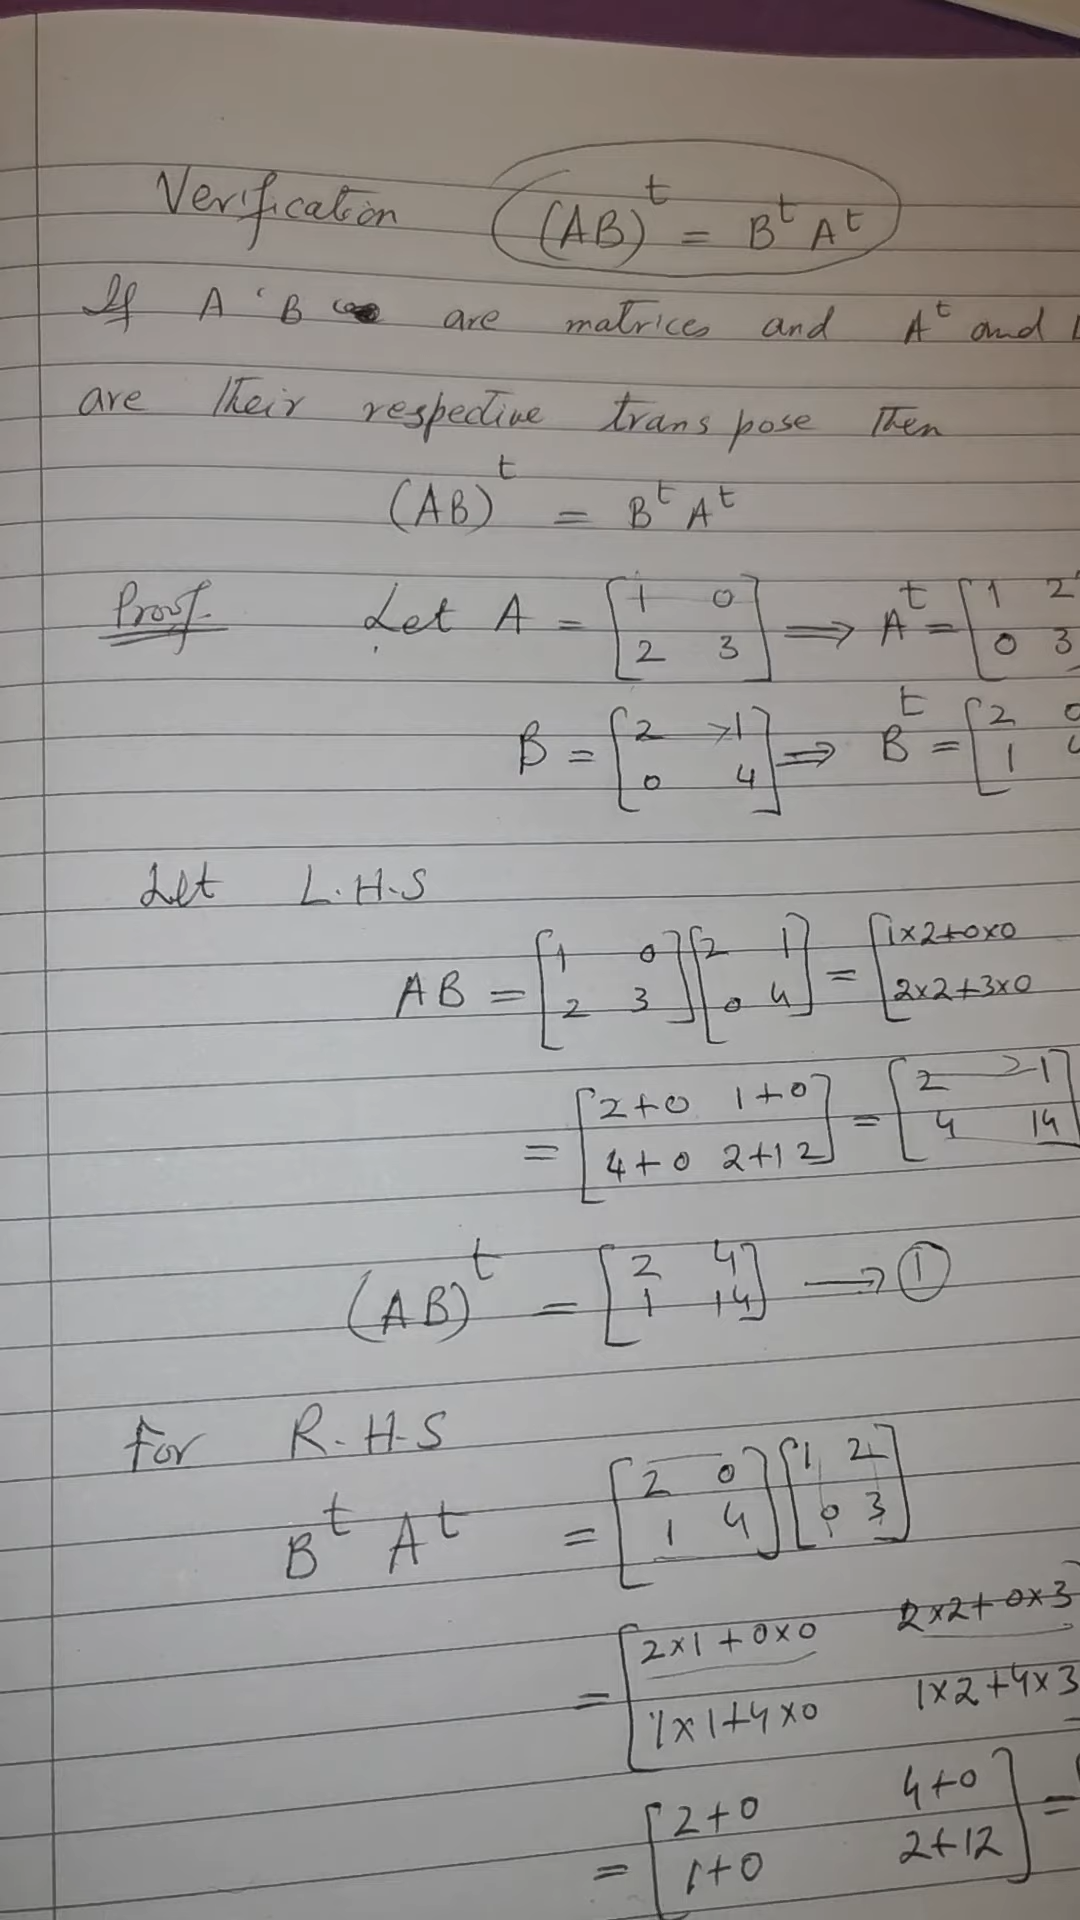 Verification (AB)^t = B^t A^t
If A, B are matrices and A^t and
are their respective transpose Then
(AB)^t = B^t A^t
Proof. Let A = [1 0; 2 3] ⟹ A^t = [1 2; 0 3]
B = [2 1; 0 4] ⟹ B^t = [2 0; 1 4]
Let L.H.S
AB = [1 0; 2 3] [2 1; 0 4] = [1×2+0×0; 2×2+3×0
= [2+0 1+0; 4+0 2+12] = [2 1; 4 14]
(AB)^t = [2 4; 1 14] → ①
For R.H.S
B^t A^t = [2 0; 1 4] [1 2; 0 3]
= [2×1+0×0 2×2+0×3; 1×1+4×0 1×2+4×3
= [2+0 4+0; 1+0 2+12] =